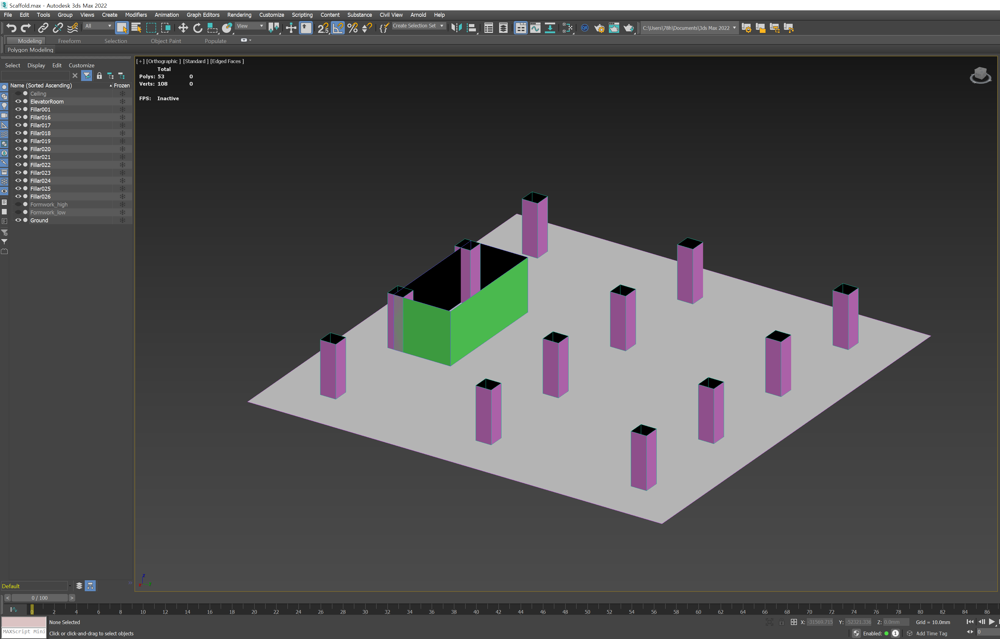 3 Scaffold.max - Autodesk 3ds Max 2022
File Edit Tools Group Views Create Modifiers Animation Graph Editors Rendering Customize Scripting Content Substance Civil View Arnold Help
All View Create Selection Set C:\Users\78h\Documents\3ds Max 2022
Modeling Freeform Selection Object Paint Populate
Polygon Modeling
Select Display Edit Customize
Name (Sorted Ascending) Frozen
Ceiling
ElevatorRoom
Fillar001
Fillar016
Fillar017
Fillar018
Fillar019
Fillar020
Fillar021
Fillar022
Fillar023
Fillar024
Fillar025
Fillar026
Formwork_high
Formwork_low
Ground
[+] [Orthographic ] [Standard ] [Edged Faces ]
Total
Polys: 53 0
Verts: 108 0
FPS: Inactive
z
x y
Default
< 0 / 100 >
0 2 4 6 8 10 12 14 16 18 20 22 24 26 28 30 32 34 36 38 40 42 44 46 48 50 52 54 56 58 60 62 64 66 68 70 72 74 76 78 80 82 84 86
None Selected X: -31569.715 Y: -52321.336 Z: 0.0mm Grid = 10.0mm
MAXScript Mini
Click or click-and-drag to select objects Enabled: 1 Add Time Tag 0